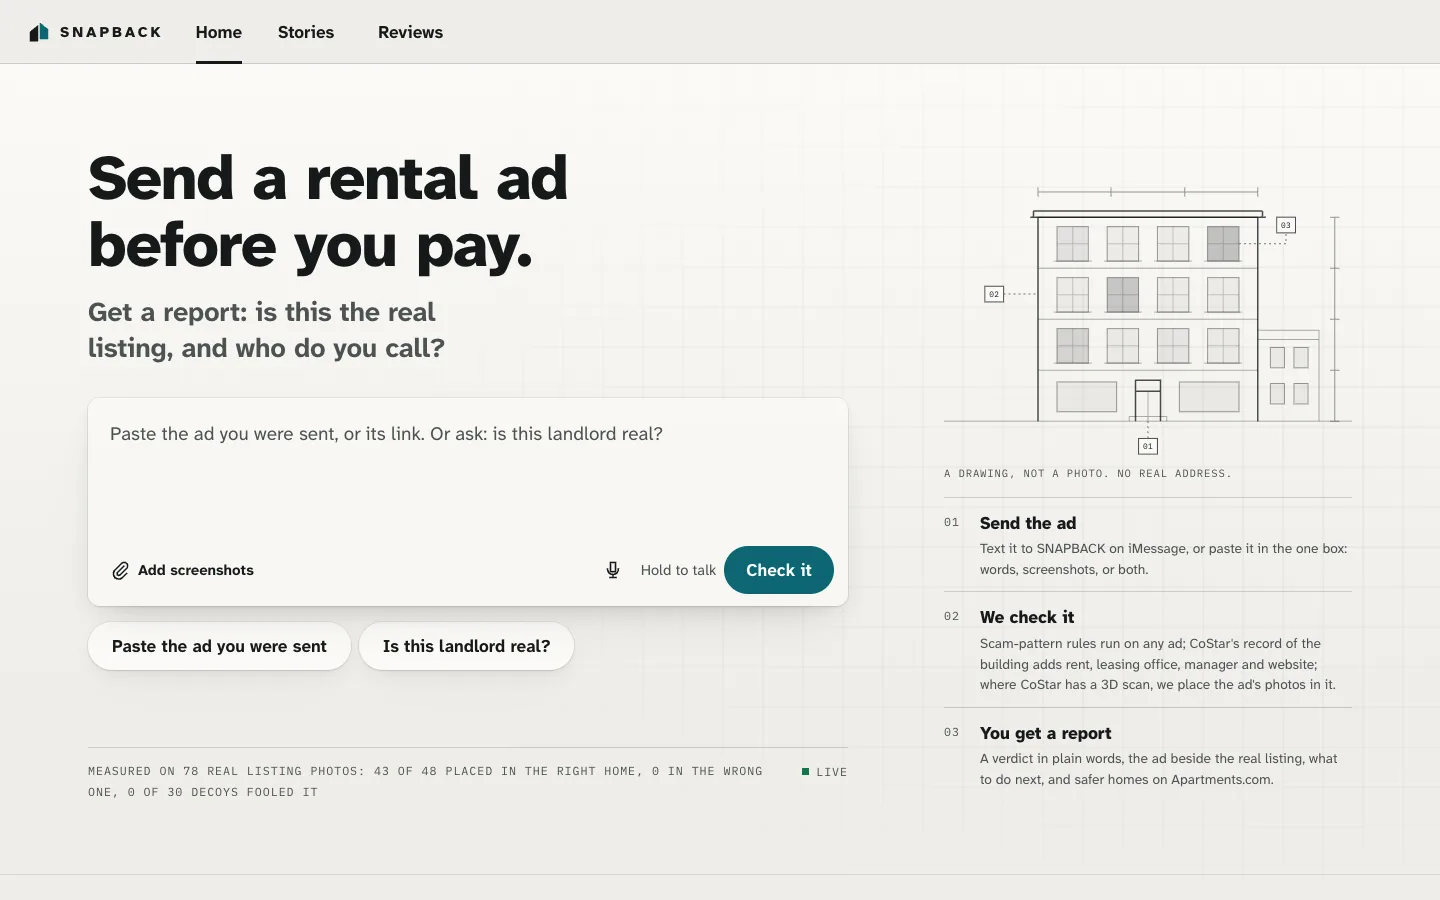 SNAPBACK
Home
Stories
Reviews
Send a rental ad
before you pay.
Get a report: is this the real
listing, and who do you call?
Paste the ad you were sent, or its link. Or ask: is this landlord real?
Add screenshots
Hold to talk
Check it
Paste the ad you were sent
Is this landlord real?
MEASURED ON 78 REAL LISTING PHOTOS: 43 OF 48 PLACED IN THE RIGHT HOME, 0 IN THE WRONG
ONE, 0 OF 30 DECOYS FOOLED IT
LIVE
03
02
01
A DRAWING, NOT A PHOTO. NO REAL ADDRESS.
01
Send the ad
Text it to SNAPBACK on iMessage, or paste it in the one box:
words, screenshots, or both.
02
We check it
Scam-pattern rules run on any ad; CoStar's record of the
building adds rent, leasing office, manager and website;
where CoStar has a 3D scan, we place the ad's photos in it.
03
You get a report
A verdict in plain words, the ad beside the real listing, what
to do next, and safer homes on Apartments.com.